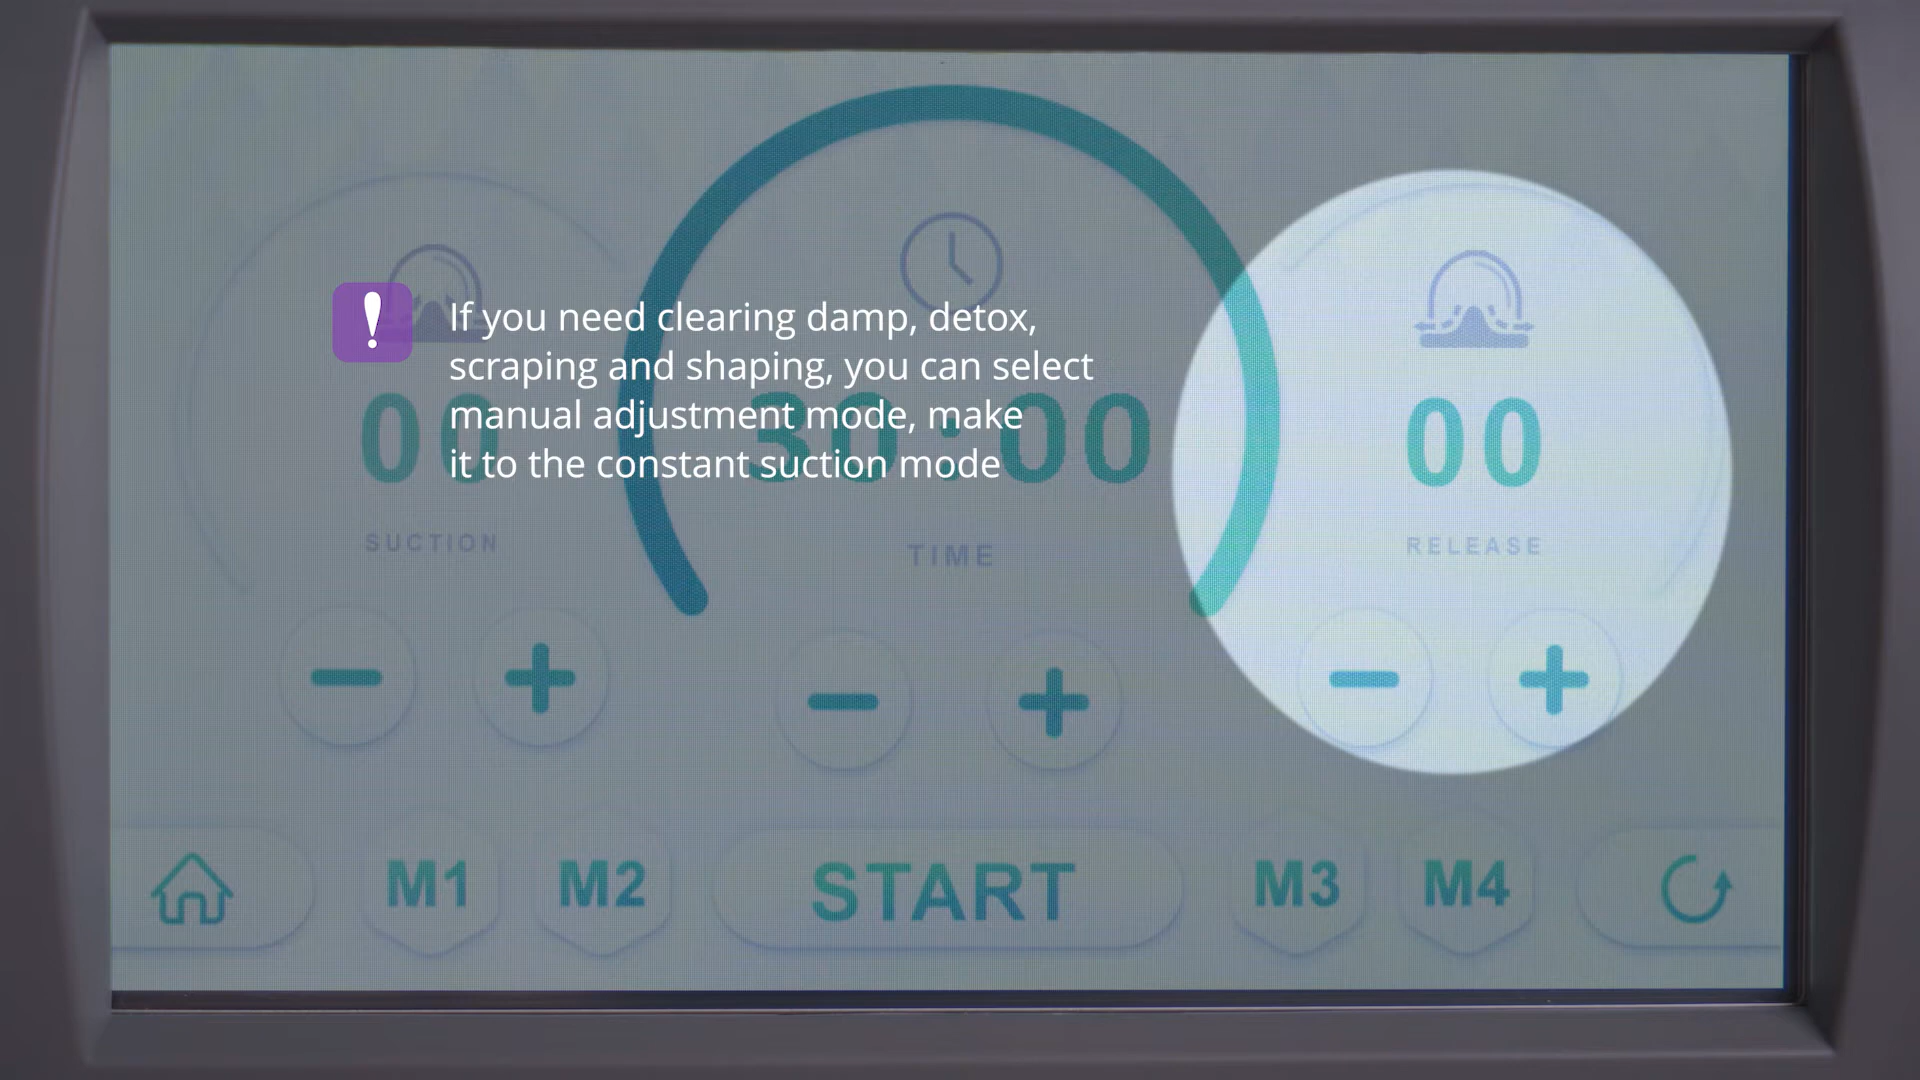 If you need clearing damp, detox,
scraping and shaping, you can select
manual adjustment mode, make
it to the constant suction mode
00
30:00
00
SUCTION
TIME
RELEASE
M1
M2
START
M3
M4